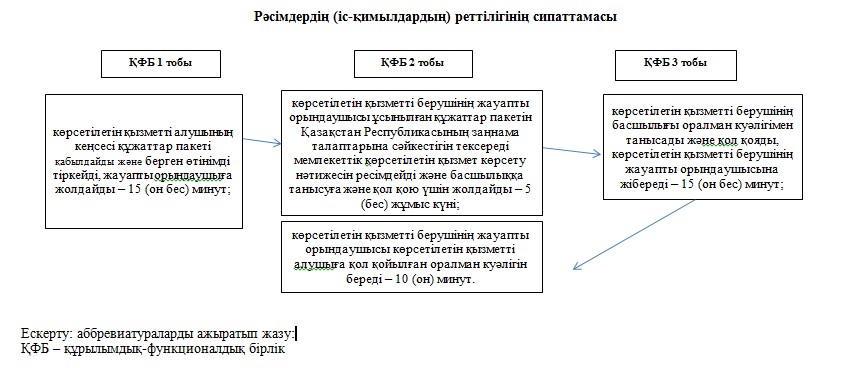 Рәсімдердің (іс-қимылдардың) реттілігінің сипаттамасы
ҚФБ 1 тобы
ҚФБ 2 тобы
ҚФБ 3 тобы
көрсетілетін қызметті алушының
кеңсесі құжаттар пакеті
қабылдайды және берген өтінімді
тіркейді, жауапты орындаушыға
жолдайды – 15 (он бес) минут;
көрсетілетін қызметті берушінің жауапты
орындаушысы ұсынылған құжаттар пакетін
Қазақстан Республикасының заңнама
талаптарына сәйкестігін тексереді
мемлекеттік көрсетілетін қызмет көрсету
нәтижесін ресімдейді және басшылыққа
танысуға және қол қою үшін жолдайды – 5
(бес) жұмыс күні;
көрсетілетін қызметті берушінің
басшылығы оралман куәлігімен
танысады және қол қояды,
көрсетілетін қызметті берушінің
жауапты орындаушысына
жібереді – 15 (он бес) минут;
көрсетілетін қызметті берушінің жауапты
орындаушысы көрсетілетін қызметті
алушыға қол қойылған оралман куәлігін
береді – 10 (он) минут.
Ескерту: аббревиатураларды ажыратып жазу:
ҚФБ – құрылымдық-функционалдық бірлік